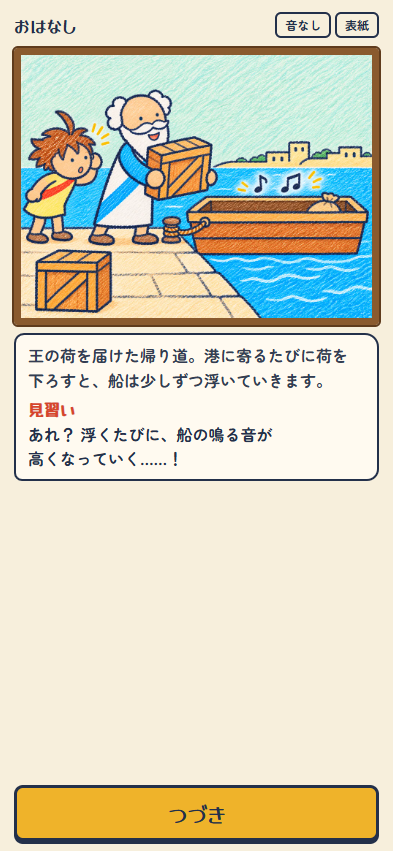 おはなし
音なし
表紙
王の荷を届けた帰り道。港に寄るたびに荷を
下ろすと、船は少しずつ浮いていきます。
見習い
あれ？ 浮くたびに、船の鳴る音が
高くなっていく……！
つづき